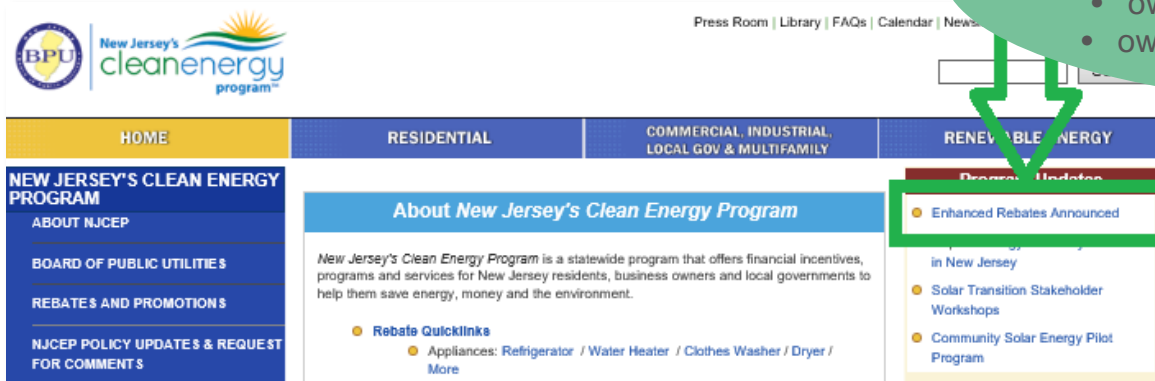 Press Room | Library | FAQs | Calendar |
BPU
New Jersey's
cleanenergy
program
HOME
RESIDENTIAL
COMMERCIAL, INDUSTRIAL,
LOCAL GOV & MULTIFAMILY
NEW JERSEY'S CLEAN ENERGY
PROGRAM
ABOUT NJCEP
BOARD OF PUBLIC UTILITIES
REBATES AND PROMOTIONS
NJCEP POLICY UPDATES & REQUEST
FOR COMMENTS
About New Jersey's Clean Energy Program
New Jersey's Clean Energy Program is a statewide program that offers financial incentives,
programs and services for New Jersey residents, business owners and local governments to
help them save energy, money and the environment.
Rebate Quicklinks
Appliances: Refrigerator / Water Heater / Clothes Washer / Dryer /
More
Enhanced Rebates Announced
in New Jersey
Solar Transition Stakeholder
Workshops
Community Solar Energy Pilot
Program